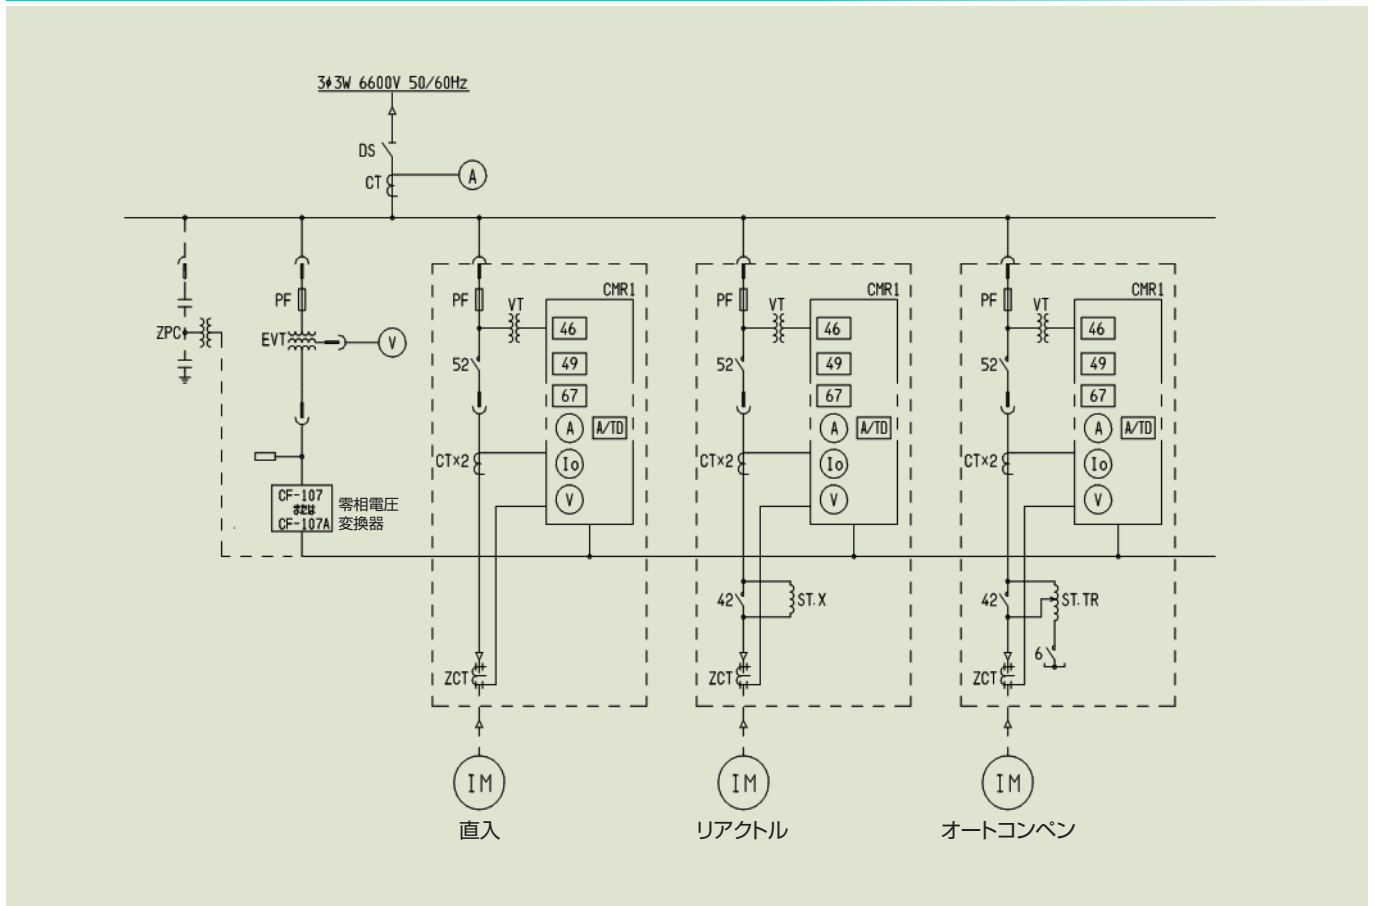 3φ3W 6600V 50/60Hz
DS
CT
A
ZPC
PF
EVT
V
CF-107
または
CF-107A
零相電圧
変換器
PF
VT
CMR1
46
52
49
67
A
A/TD
CT×2
Io
V
ZCT
IM
直入
PF
VT
CMR1
46
52
49
67
A
A/TD
CT×2
Io
V
42
ST.X
ZCT
IM
リアクトル
PF
VT
CMR1
46
52
49
67
A
A/TD
CT×2
Io
V
42
ST.TR
6
ZCT
IM
オートコンペン